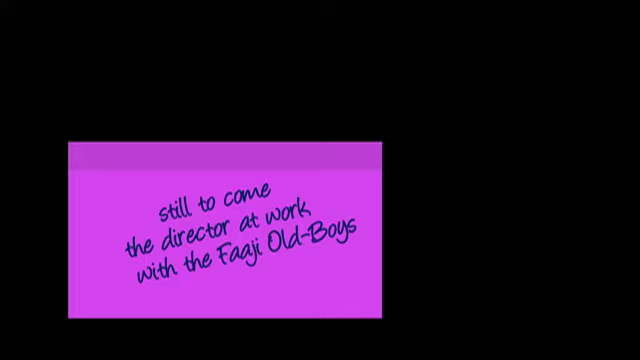 still to come
the director at work
with the Faaji Old-Boys